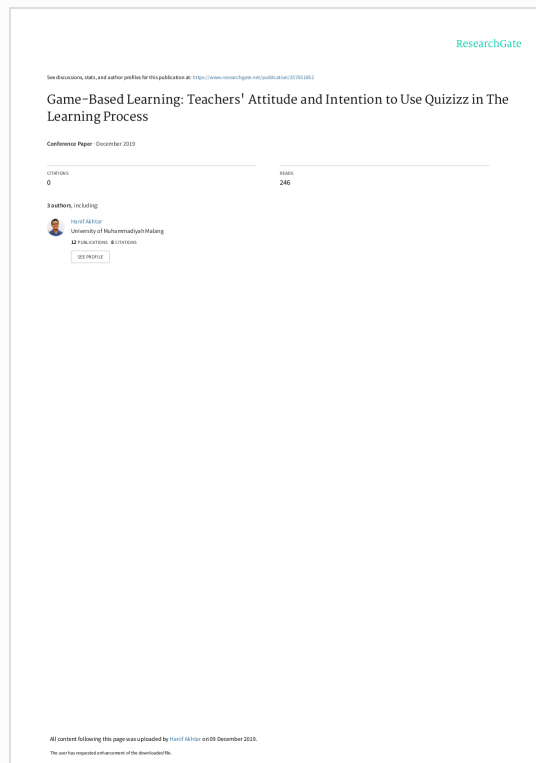 ResearchGate
See discussions, stats, and author profiles for this publication at: https://www.researchgate.net/publication/337831852
Game-Based Learning: Teachers' Attitude and Intention to Use Quizizz in The
Learning Process
Conference Paper · December 2019
CITATIONS
0
READS
246
3 authors, including:
Hanif Akhtar
University of Muhammadiyah Malang
12 PUBLICATIONS 8 CITATIONS
SEE PROFILE
All content following this page was uploaded by Hanif Akhtar on 09 December 2019.
The user has requested enhancement of the downloaded file.